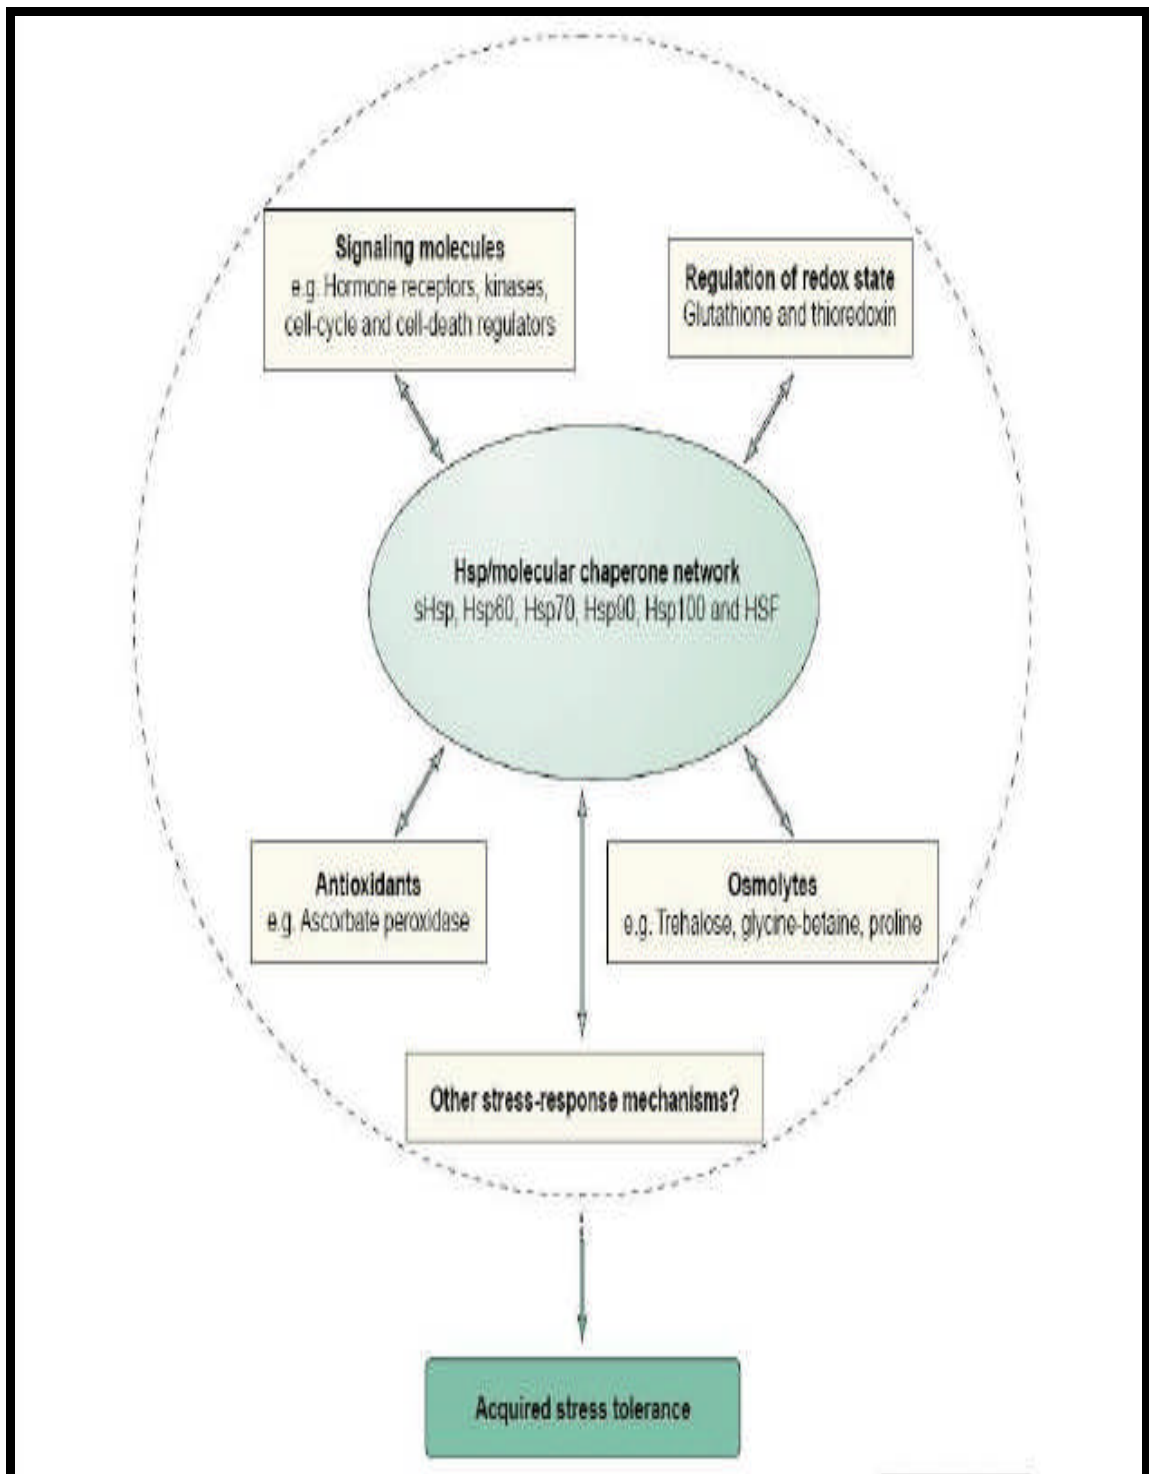 Signaling molecules
e.g. Hormone receptors, kinases,
cell-cycle and cell-death regulators
Regulation of redox state
Glutathione and thioredoxin
Hsp/molecular chaperone network
sHsp, Hsp60, Hsp70, Hsp90, Hsp100 and HSF
Antioxidants
e.g. Ascorbate peroxidase
Osmolytes
e.g. Trehalose, glycine-betaine, proline
Other stress-response mechanisms?
Acquired stress tolerance